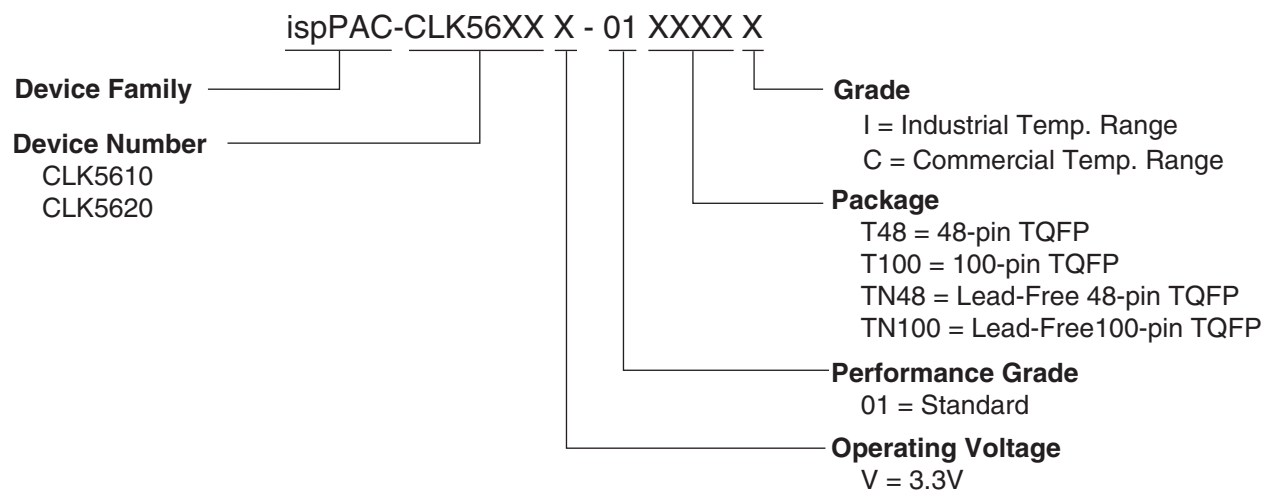 ispPAC-CLK56XX X - 01 XXXX X
Device Family
Device Number
CLK5610
CLK5620
Grade
I = Industrial Temp. Range
C = Commercial Temp. Range
Package
T48 = 48-pin TQFP
T100 = 100-pin TQFP
TN48 = Lead-Free 48-pin TQFP
TN100 = Lead-Free100-pin TQFP
Performance Grade
01 = Standard
Operating Voltage
V = 3.3V